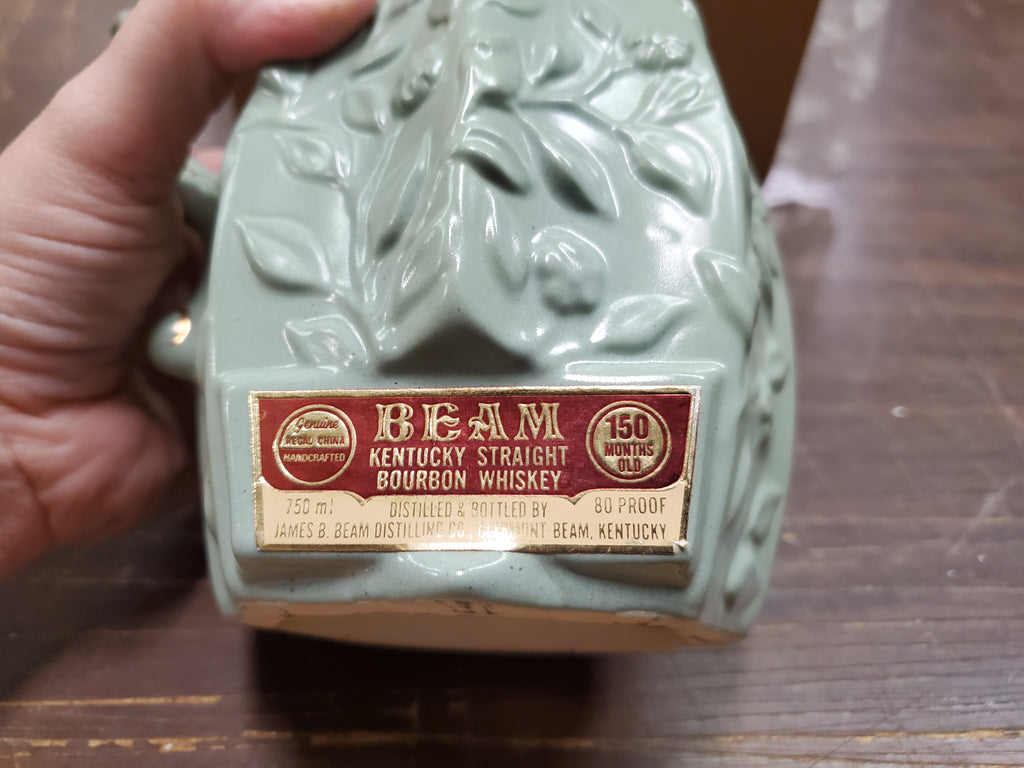 Genuine
REGAL CHINA
HANDCRAFTED
BEAM
KENTUCKY STRAIGHT
BOURBON WHISKEY
150
MONTHS
OLD
750 ml
DISTILLED & BOTTLED BY
80 PROOF
JAMES B. BEAM DISTILLING CO., CLERMONT BEAM, KENTUCKY